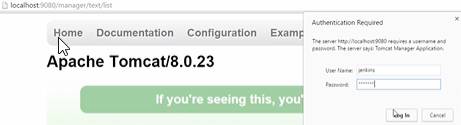 localhost:9080/manager/text/list
Home Documentation Configuration Examp
Apache Tomcat/8.0.23
If you're seeing this, you'
Authentication Required
The server http://localhost:9080 requires a username and
password. The server says: Tomcat Manager Application.
User Name: jenkins
Password: *******
Log In Cancel